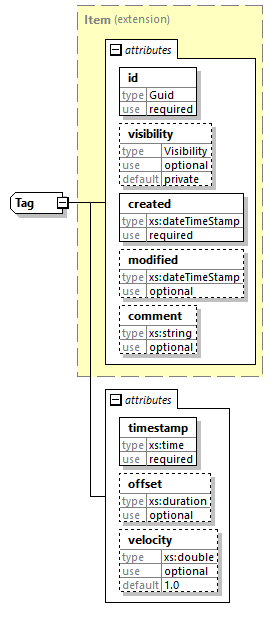 Item (extension)
attributes
id
type Guid
use required
visibility
type Visibility
use optional
default private
Tag
created
type xs:dateTimeStamp
use required
modified
type xs:dateTimeStamp
use optional
comment
type xs:string
use optional
attributes
timestamp
type xs:time
use required
offset
type xs:duration
use optional
velocity
type xs:double
use optional
default 1.0